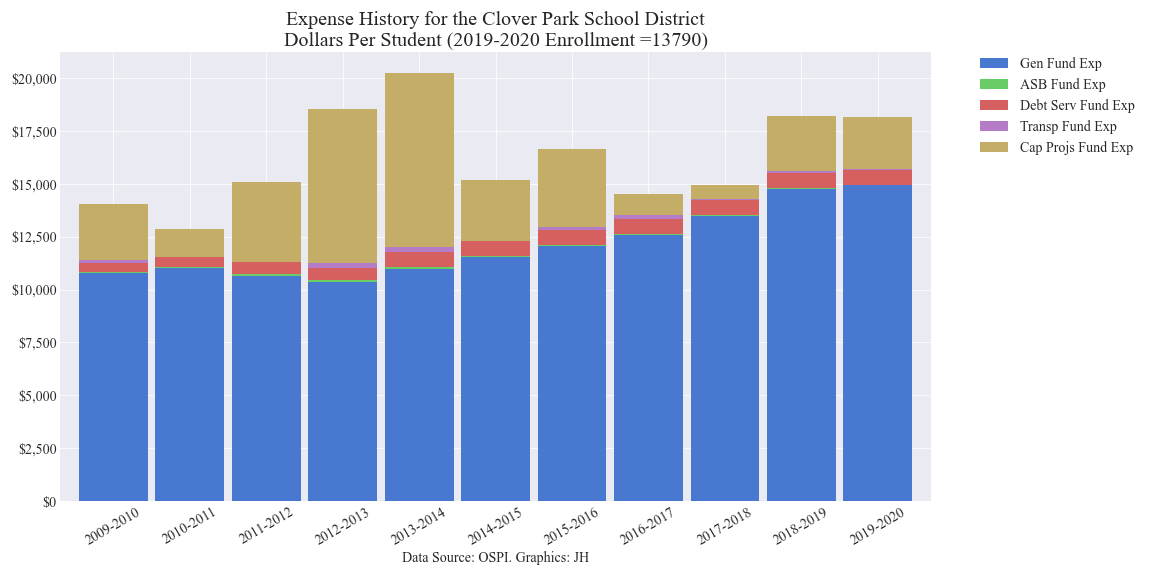 Expense History for the Clover Park School District
Dollars Per Student (2019-2020 Enrollment =13790)
$20,000
$17,500
$15,000
$12,500
$10,000
$7,500
$5,000
$2,500
$0
2009-2010
2010-2011
2011-2012
2012-2013
2013-2014
2014-2015
2015-2016
2016-2017
2017-2018
2018-2019
2019-2020
Data Source: OSPI. Graphics: JH
Gen Fund Exp
ASB Fund Exp
Debt Serv Fund Exp
Transp Fund Exp
Cap Projs Fund Exp